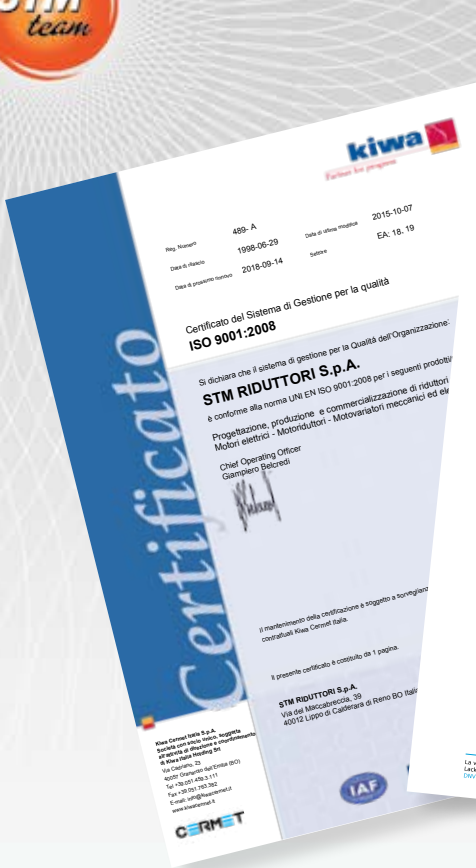 STM
team
kiwa
Partner for progress
Reg. Numero 489- A
Data di rilascio 1998-06-29 Data di ultima modifica 2015-10-07
Data di prossimo rinnovo 2018-09-14 Settore EA: 18. 19
Certificato del Sistema di Gestione per la qualità
ISO 9001:2008
Si dichiara che il sistema di gestione per la Qualità dell'Organizzazione:
STM RIDUTTORI S.p.A.
è conforme alla norma UNI EN ISO 9001:2008 per i seguenti prodotti/
Progettazione, produzione e commercializzazione di riduttori
Motori elettrici - Motoriduttori - Motovariatori meccanici ed ele
Chief Operating Officer
Giampiero Belcredi
Certificato
Il mantenimento della certificazione è soggetto a sorveglianz
contrattuali Kiwa Cermet Italia.
Il presente certificato è costituito da 1 pagina.
STM RIDUTTORI S.p.A.
Via del Maccabreccia, 39
40012 Lippo di Calderara di Reno BO Italia
Kiwa Cermet Italia S.p.A.
Società con socio unico, soggetta
all'attività di direzione e coordinamento
di Kiwa Italia Holding Srl
Via Cadriano, 23
40057 Granarolo dell'Emilia (BO)
Tel +39.051.459.3.111
Fax +39.051.763.382
E-mail: info@kiwacermet.it
www.kiwacermet.it
CERMET
IAF
La v
Lack
DNV